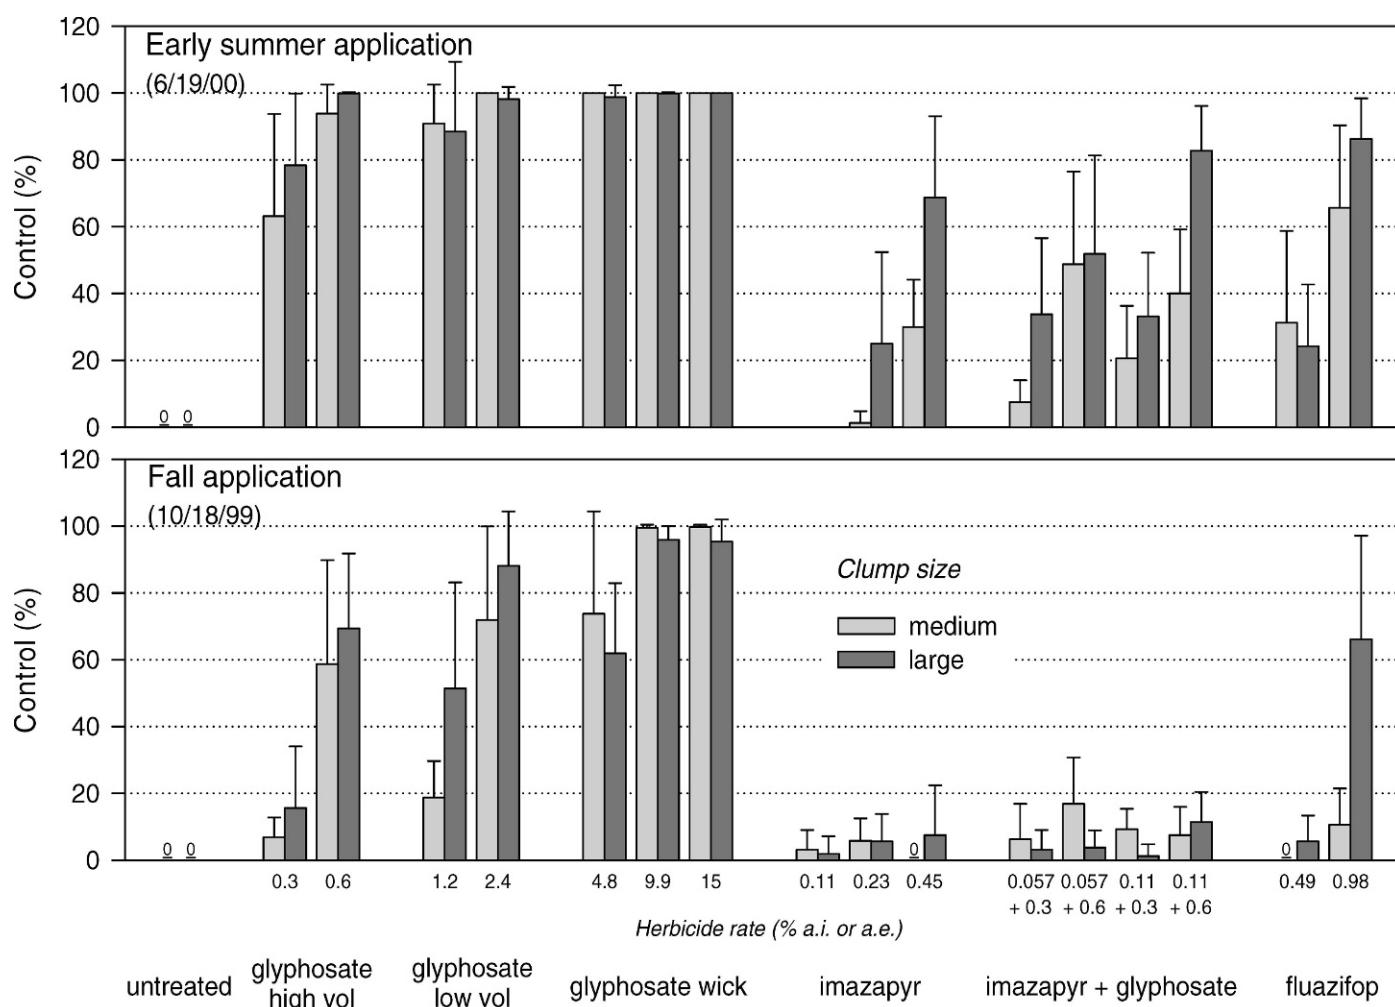 120
Early summer application
(6/19/00)
100
80
60
40
20
0
Control (%)
0 0
120
Fall application
(10/18/99)
100
80
60
40
20
0
Control (%)
Clump size
medium
large
0 0
0
0
0.3 0.6 1.2 2.4 4.8 9.9 15 0.11 0.23 0.45 0.057 0.057 0.11 0.11 0.49 0.98
+ 0.3 + 0.6 + 0.3 + 0.6
Herbicide rate (% a.i. or a.e.)
untreated
glyphosate
high vol
glyphosate
low vol
glyphosate wick
imazapyr
imazapyr + glyphosate
fluazifop